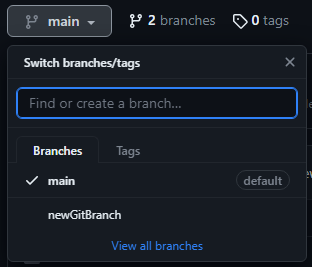 main 2 branches 0 tags
Switch branches/tags
Find or create a branch...
Branches Tags
main default
newGitBranch
View all branches